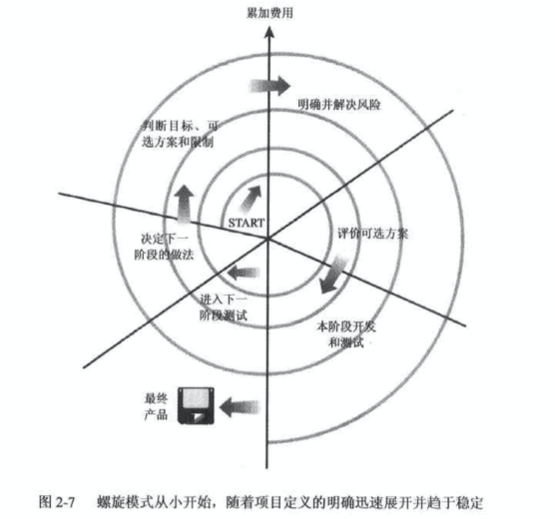 累加费用
明确并解决风险
判断目标、可
选方案和限制
START
评价可选方案
决定下一
阶段的做法
进入下一
阶段测试
本阶段开发
和测试
最终
产品
图 2-7 螺旋模式从小开始，随着项目定义的明确迅速展开并趋于稳定